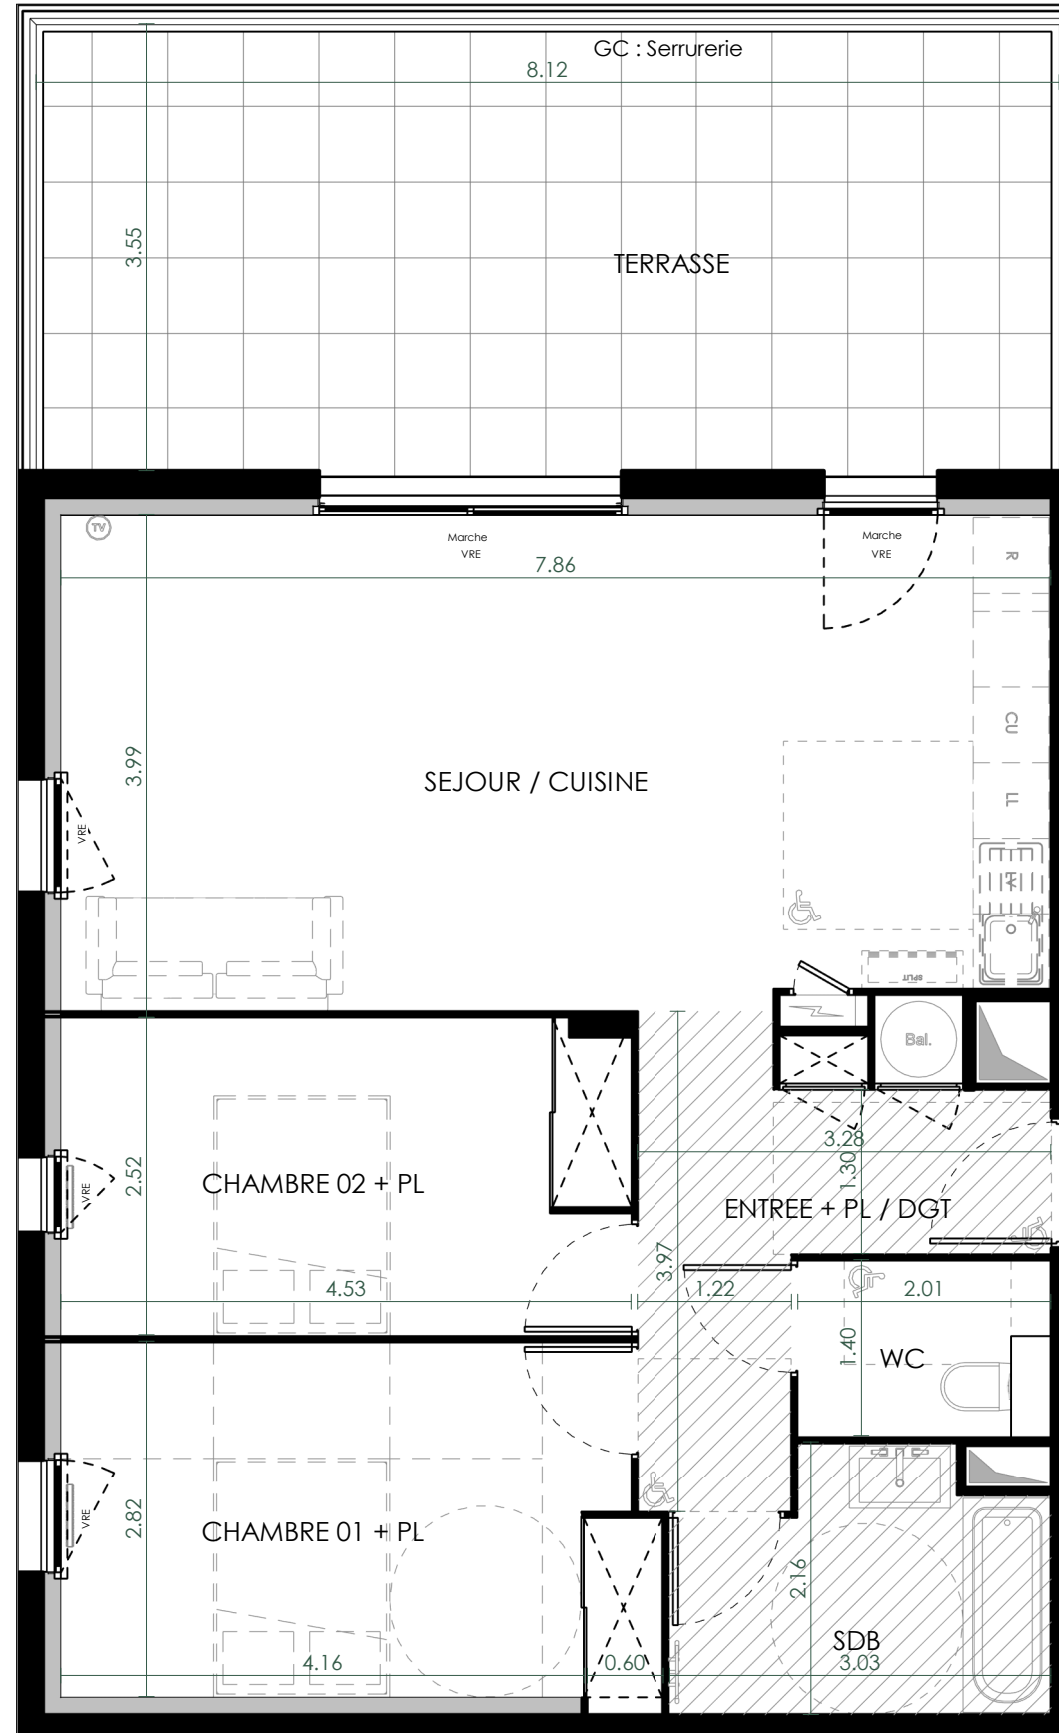 GC : Serrurerie
8.12
3.55
TERRASSE
TV
Marche
VRE
Marche
VRE
R
7.86
3.99
CU
SEJOUR / CUISINE
LL
VRE
LV
SPLIT
Bal.
3.28
1.30
2.52
CHAMBRE 02 + PL
VRE
ENTREE + PL / DGT
3.97
4.53
1.22
2.01
1.40
WC
2.82
VRE
CHAMBRE 01 + PL
2.16
SDB
4.16
0.60
3.03